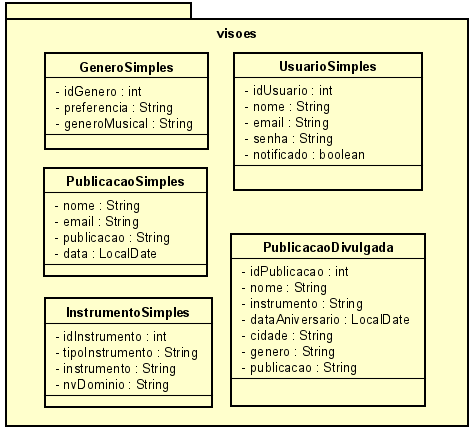 visoes
GeneroSimples
- idGenero : int
- preferencia : String
- generoMusical : String
UsuarioSimples
- idUsuario : int
- nome : String
- email : String
- senha : String
- notificado : boolean
PublicacaoSimples
- nome : String
- email : String
- publicacao : String
- data : LocalDate
PublicacaoDivulgada
- idPublicacao : int
- nome : String
- instrumento : String
- dataAniversario : LocalDate
- cidade : String
- genero : String
- publicacao : String
InstrumentoSimples
- idInstrumento : int
- tipoInstrumento : String
- instrumento : String
- nvDominio : String